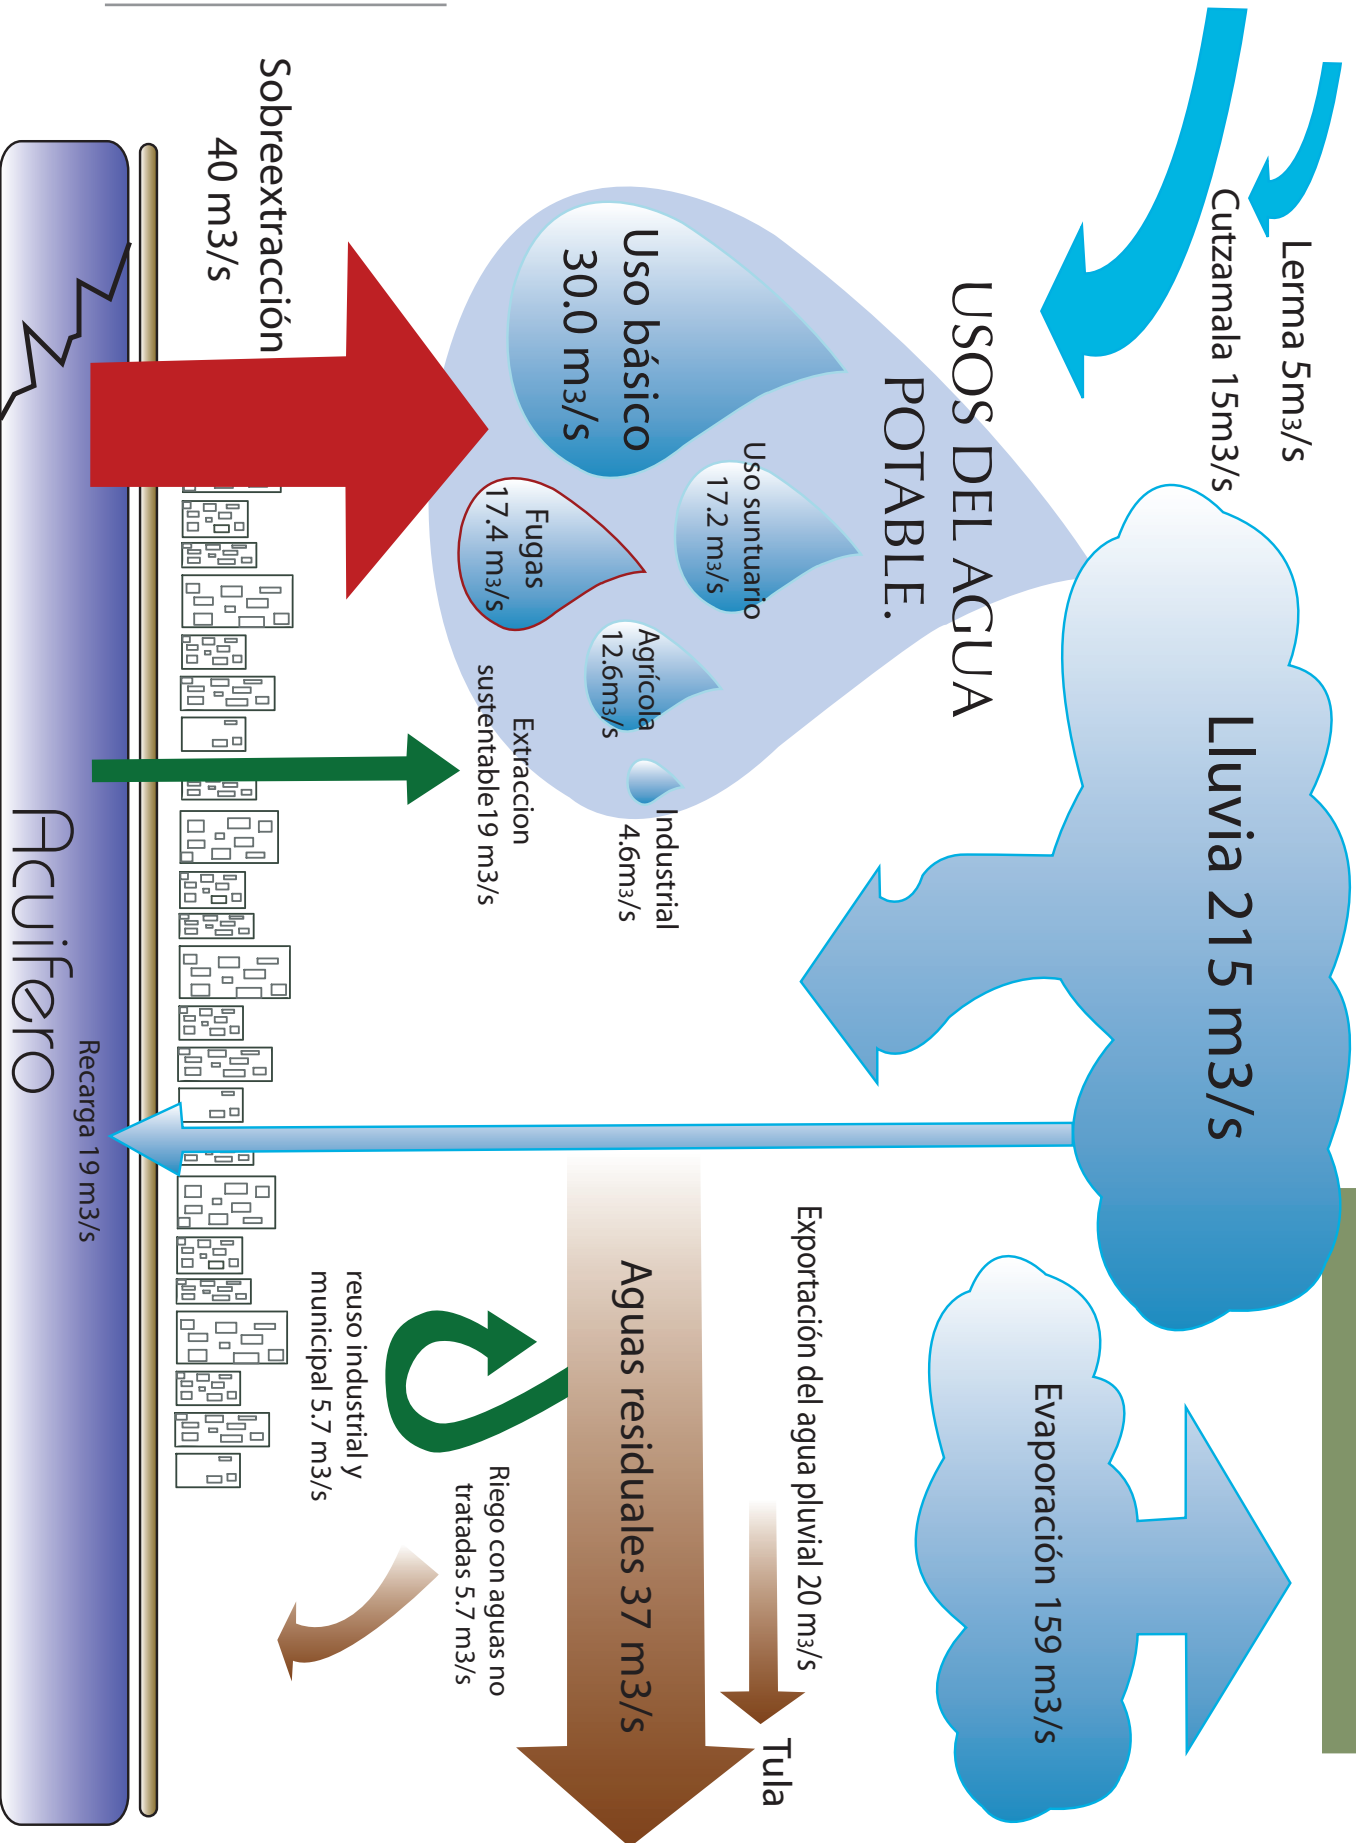 Lerma 5m3/s
Cutzamala 15m3/s
Lluvia 215 m3/s
Evaporación 159 m3/s
USOS DEL AGUA
POTABLE.
Uso básico
30.0 m3/s
Uso suntuario
17.2 m3/s
Fugas
17.4 m3/s
Agrícola
12.6m3/s
Industrial
4.6m3/s
Exportación del agua pluvial 20 m3/s
Tula
Aguas residuales 37 m3/s
Extraccion
sustentable19 m3/s
Riego con aguas no
tratadas 5.7 m3/s
reuso industrial y
municipal 5.7 m3/s
Sobreextracción
40 m3/s
Recarga 19 m3/s
Acuifero